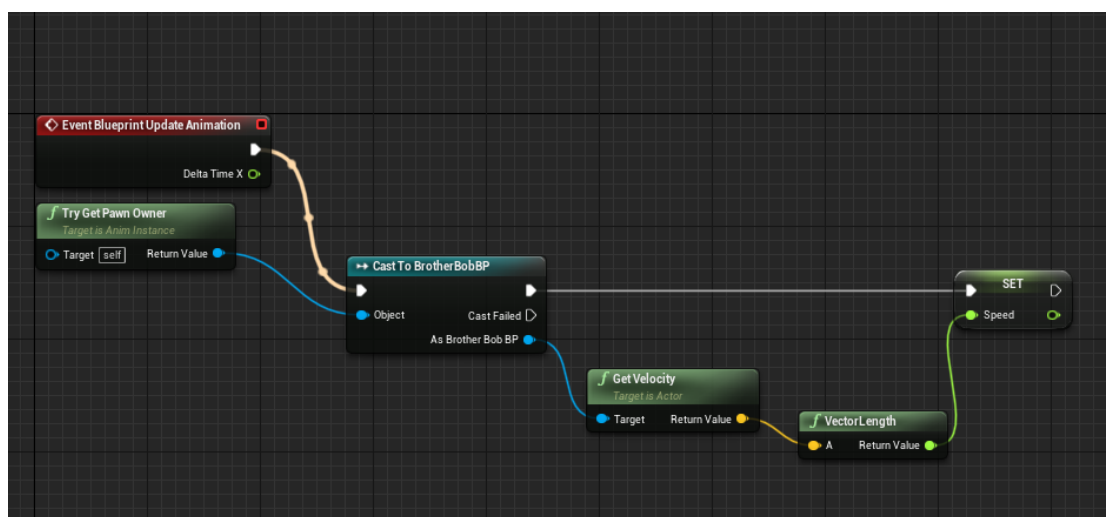 Event Blueprint Update Animation
Delta Time X
f Try Get Pawn Owner
Target is Anim Instance
Target self Return Value
Cast To BrotherBobBP
Object Cast Failed
As Brother Bob BP
f Get Velocity
Target is Actor
Target Return Value
f VectorLength
A Return Value
SET
Speed